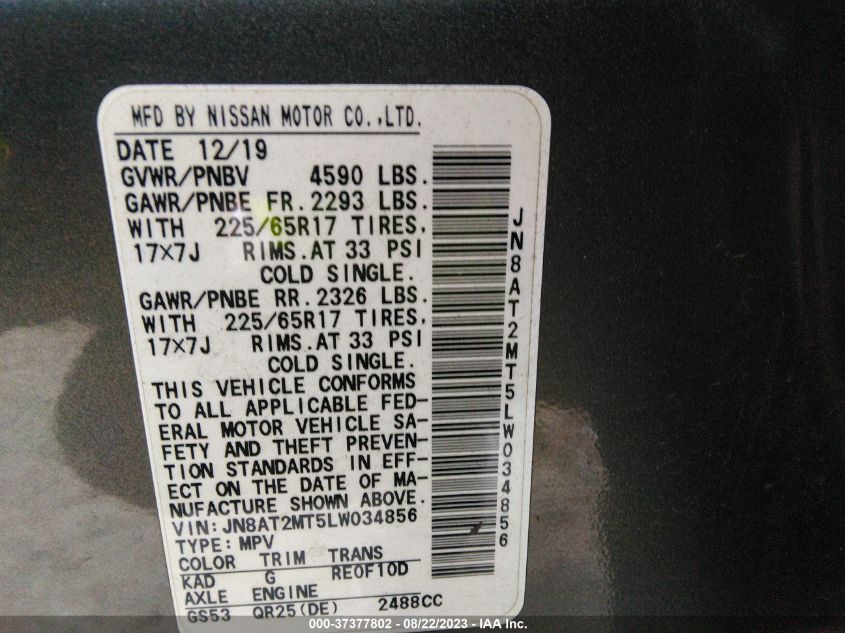 MFD BY NISSAN MOTOR CO.,LTD.
DATE 12/19
GVWR/PNBV 4590 LBS.
GAWR/PNBE FR.2293 LBS.
WITH 225/65R17 TIRES,
17×7J RIMS.AT 33 PSI
COLD SINGLE.
GAWR/PNBE RR.2326 LBS.
WITH 225/65R17 TIRES,
17×7J RIMS.AT 33 PSI
COLD SINGLE.
THIS VEHICLE CONFORMS
TO ALL APPLICABLE FED-
ERAL MOTOR VEHICLE SA-
FETY AND THEFT PREVEN-
TION STANDARDS IN EFF-
ECT ON THE DATE OF MA-
NUFACTURE SHOWN ABOVE.
VIN:JN8AT2MT5LW034856
TYPE:MPV
COLOR TRIM TRANS
KAD G RE0F10D
AXLE ENGINE
GS53 QR25(DE) 2488CC
JN8AT2MT5LW034856
000-37377802 - 08/22/2023 - IAA Inc.